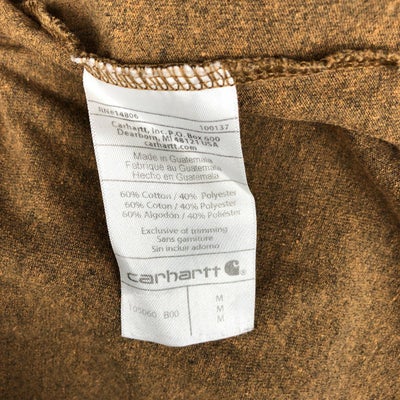 RN#14806 100137
Carhartt, Inc. P.O. Box 600
Dearborn, MI 48121 USA
carhartt.com
Made in Guatemala
Fabriqué au Guatemala
Hecho en Guatemala
60% Cotton / 40% Polyester
60% Coton / 40% Polyester
60% Algodón / 40% Poliéster
Exclusive of trimming
Sans garniture
Sin incluir adorno
carhartt
105060 B00 M
M
M